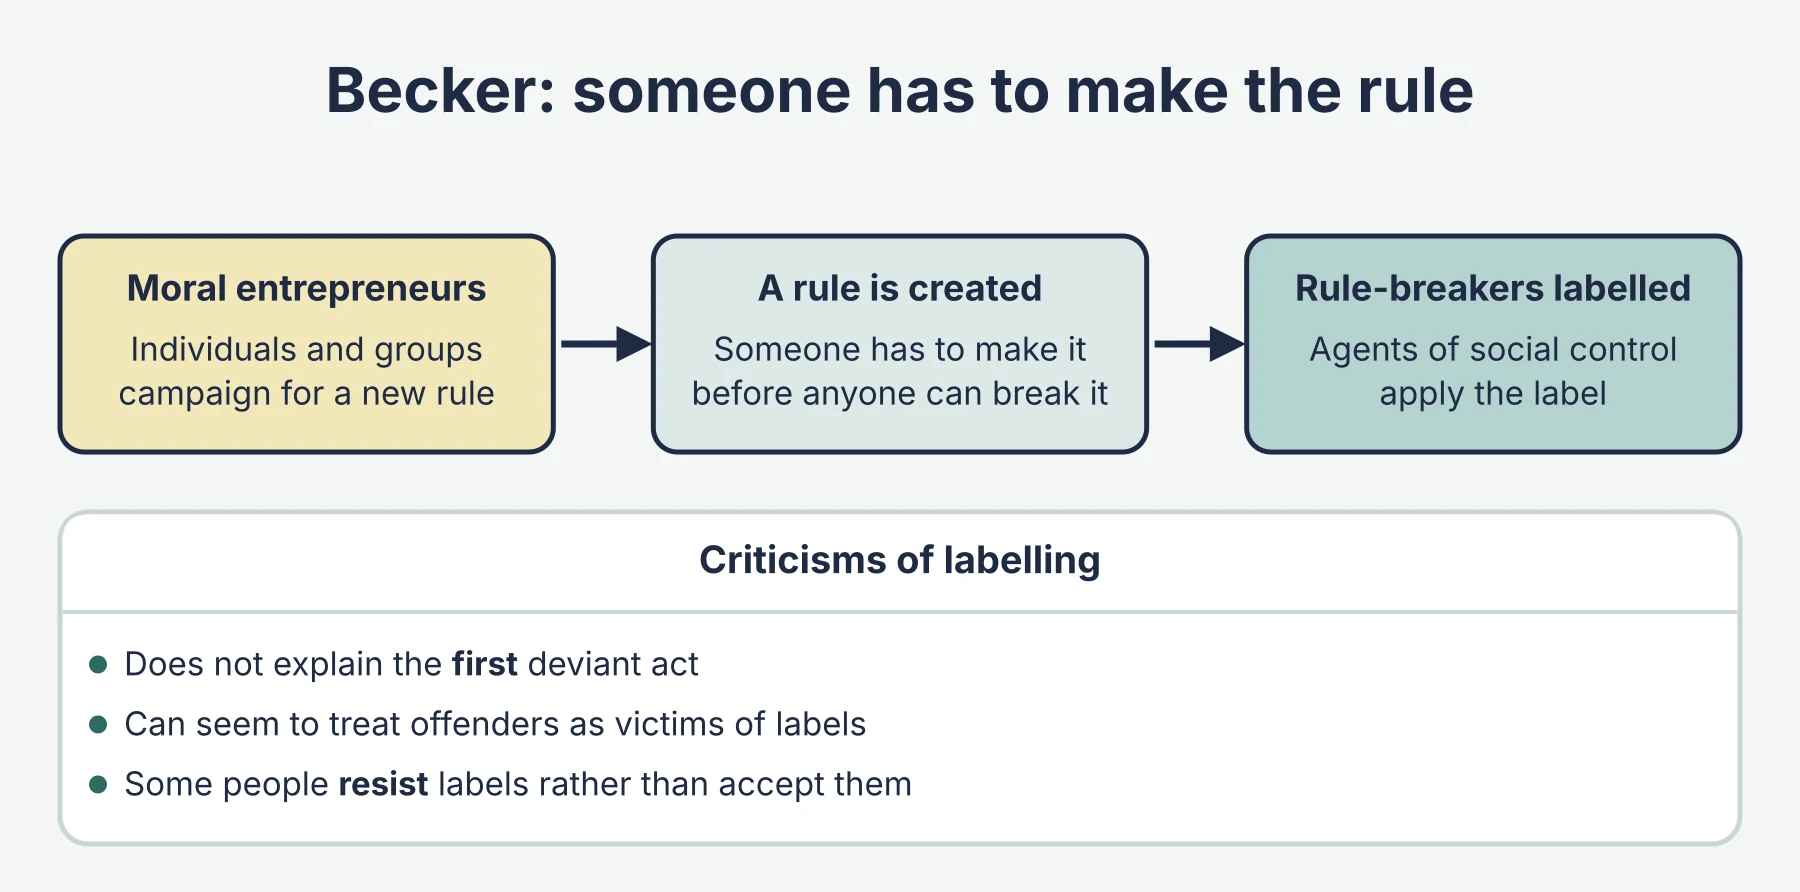 Becker: someone has to make the rule
Moral entrepreneurs
Individuals and groups
campaign for a new rule
A rule is created
Someone has to make it
before anyone can break it
Rule-breakers labelled
Agents of social control
apply the label
Criticisms of labelling
Does not explain the first deviant act
Can seem to treat offenders as victims of labels
Some people resist labels rather than accept them